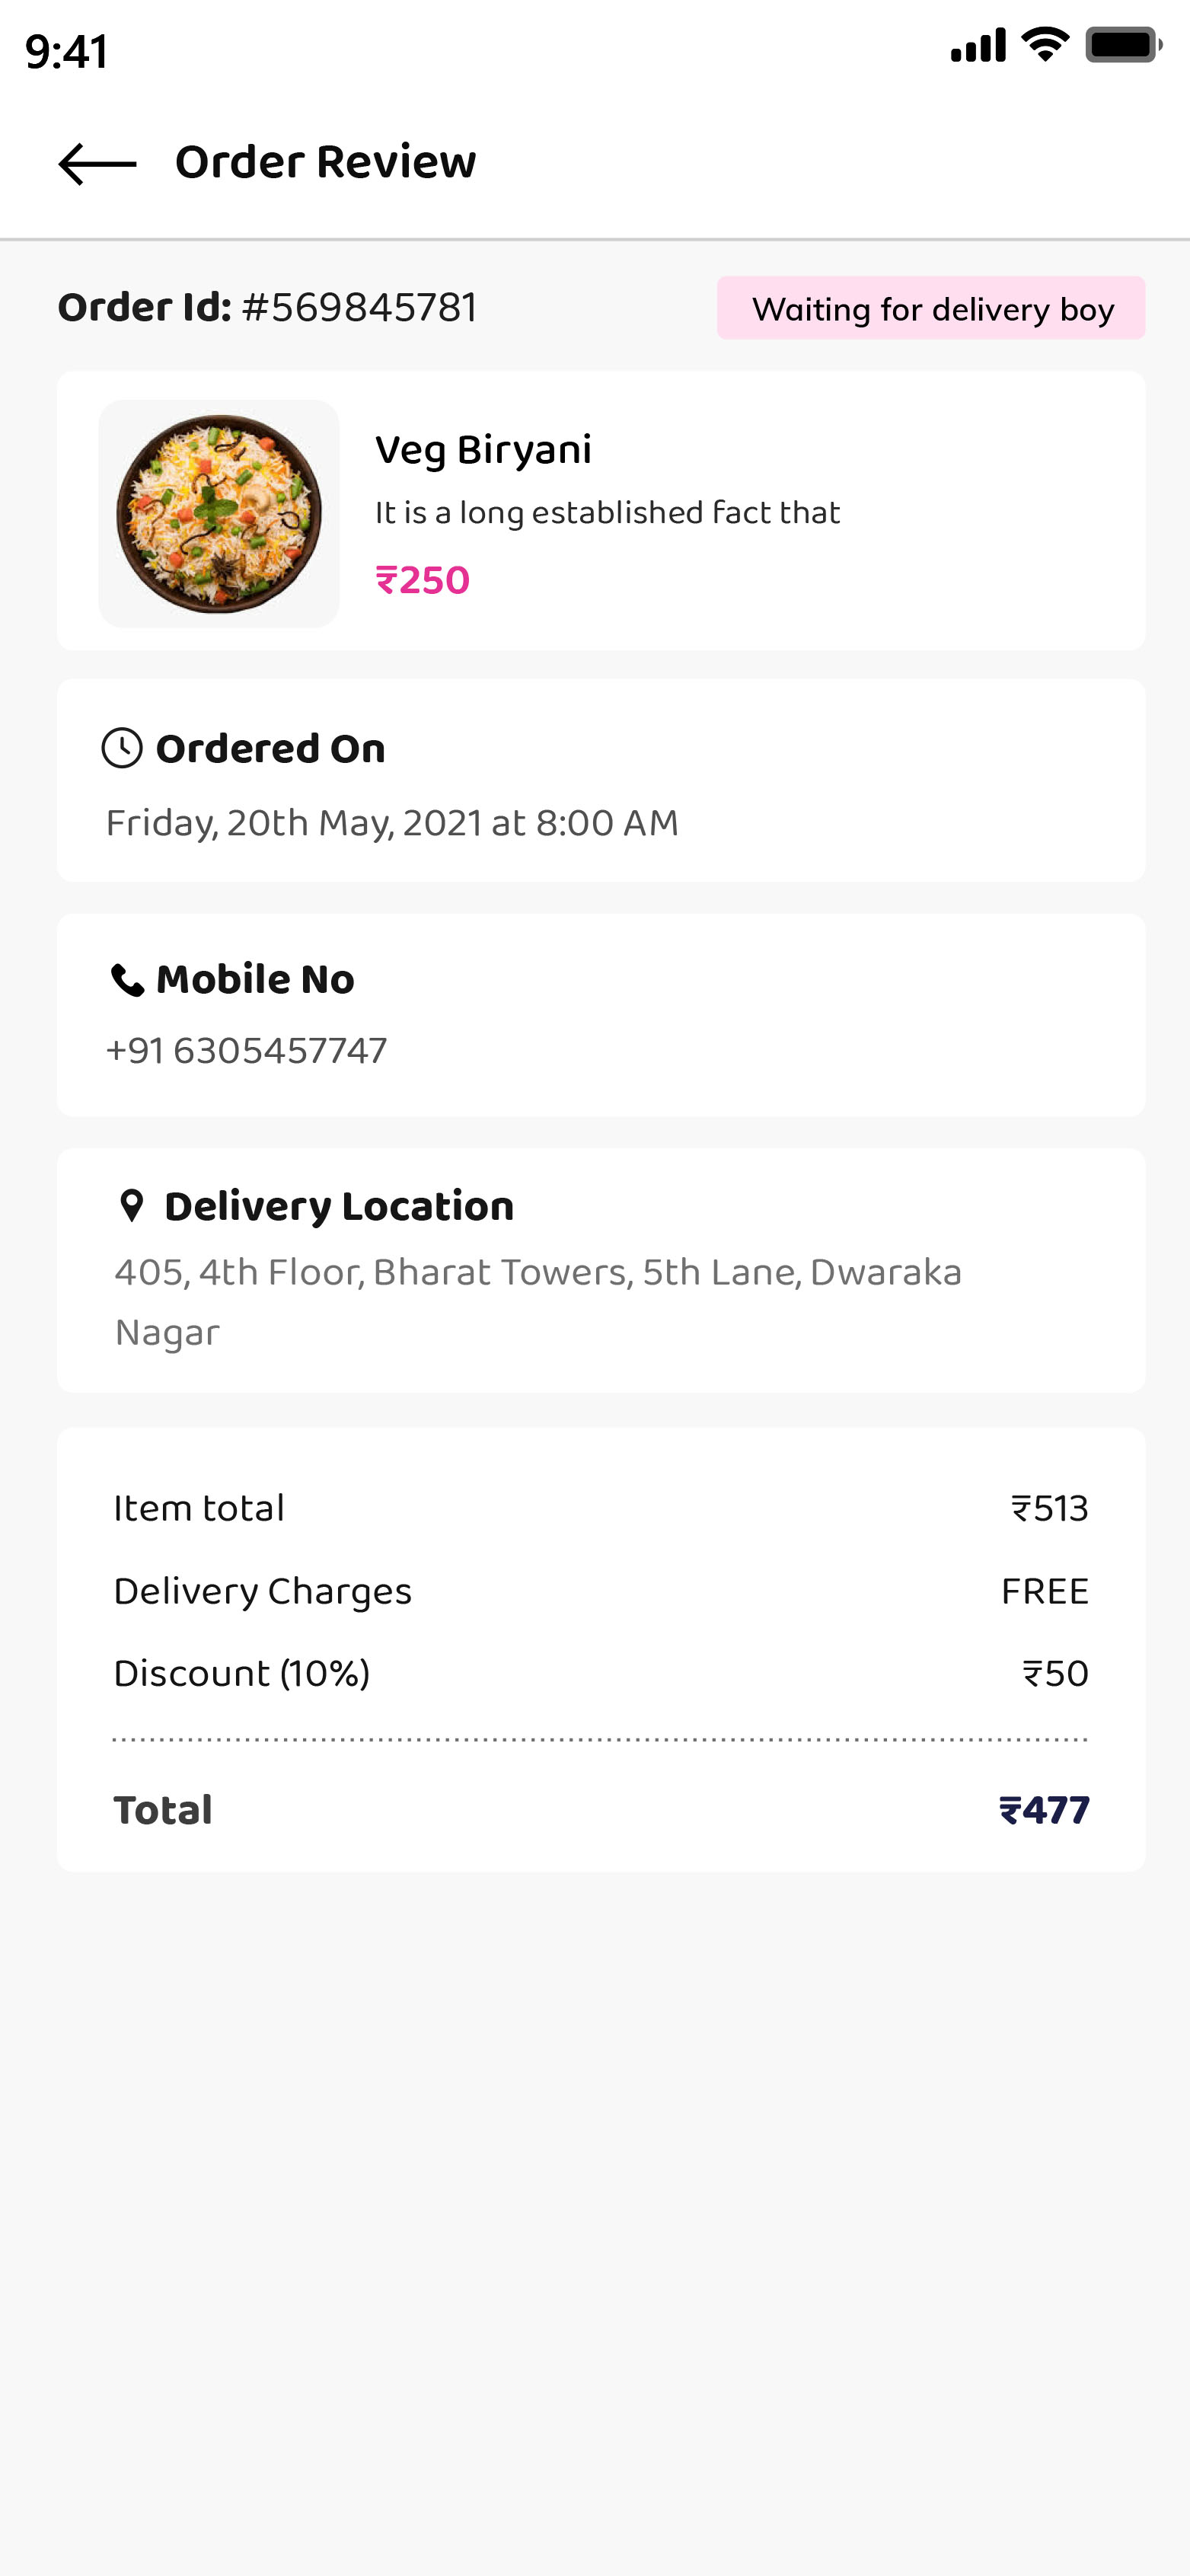 9:41
Order Review
Order Id: #569845781
Waiting for delivery boy
Veg Biryani
It is a long established fact that
₹250
Ordered On
Friday, 20th May, 2021 at 8:00 AM
Mobile No
+91 6305457747
Delivery Location
405, 4th Floor, Bharat Towers, 5th Lane, Dwaraka
Nagar
Item total ₹513
Delivery Charges FREE
Discount (10%) ₹50
Total ₹477